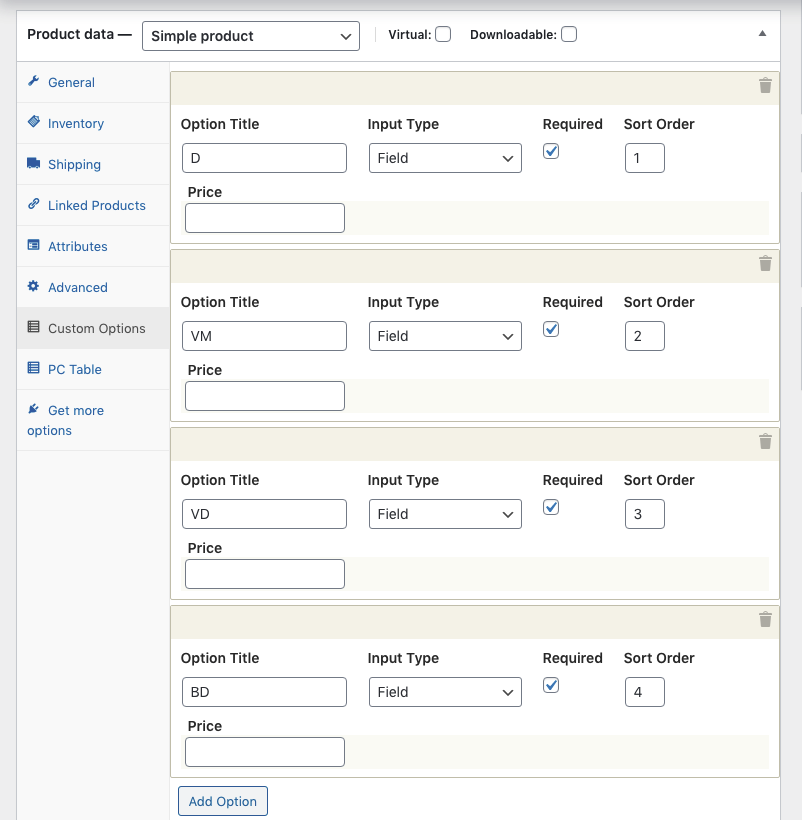 Product data — Simple product Virtual: Downloadable:
General
Inventory
Shipping
Linked Products
Attributes
Advanced
Custom Options
PC Table
Get more
options
Option Title Input Type Required Sort Order
D Field 1
Price
Option Title Input Type Required Sort Order
VM Field 2
Price
Option Title Input Type Required Sort Order
VD Field 3
Price
Option Title Input Type Required Sort Order
BD Field 4
Price
Add Option